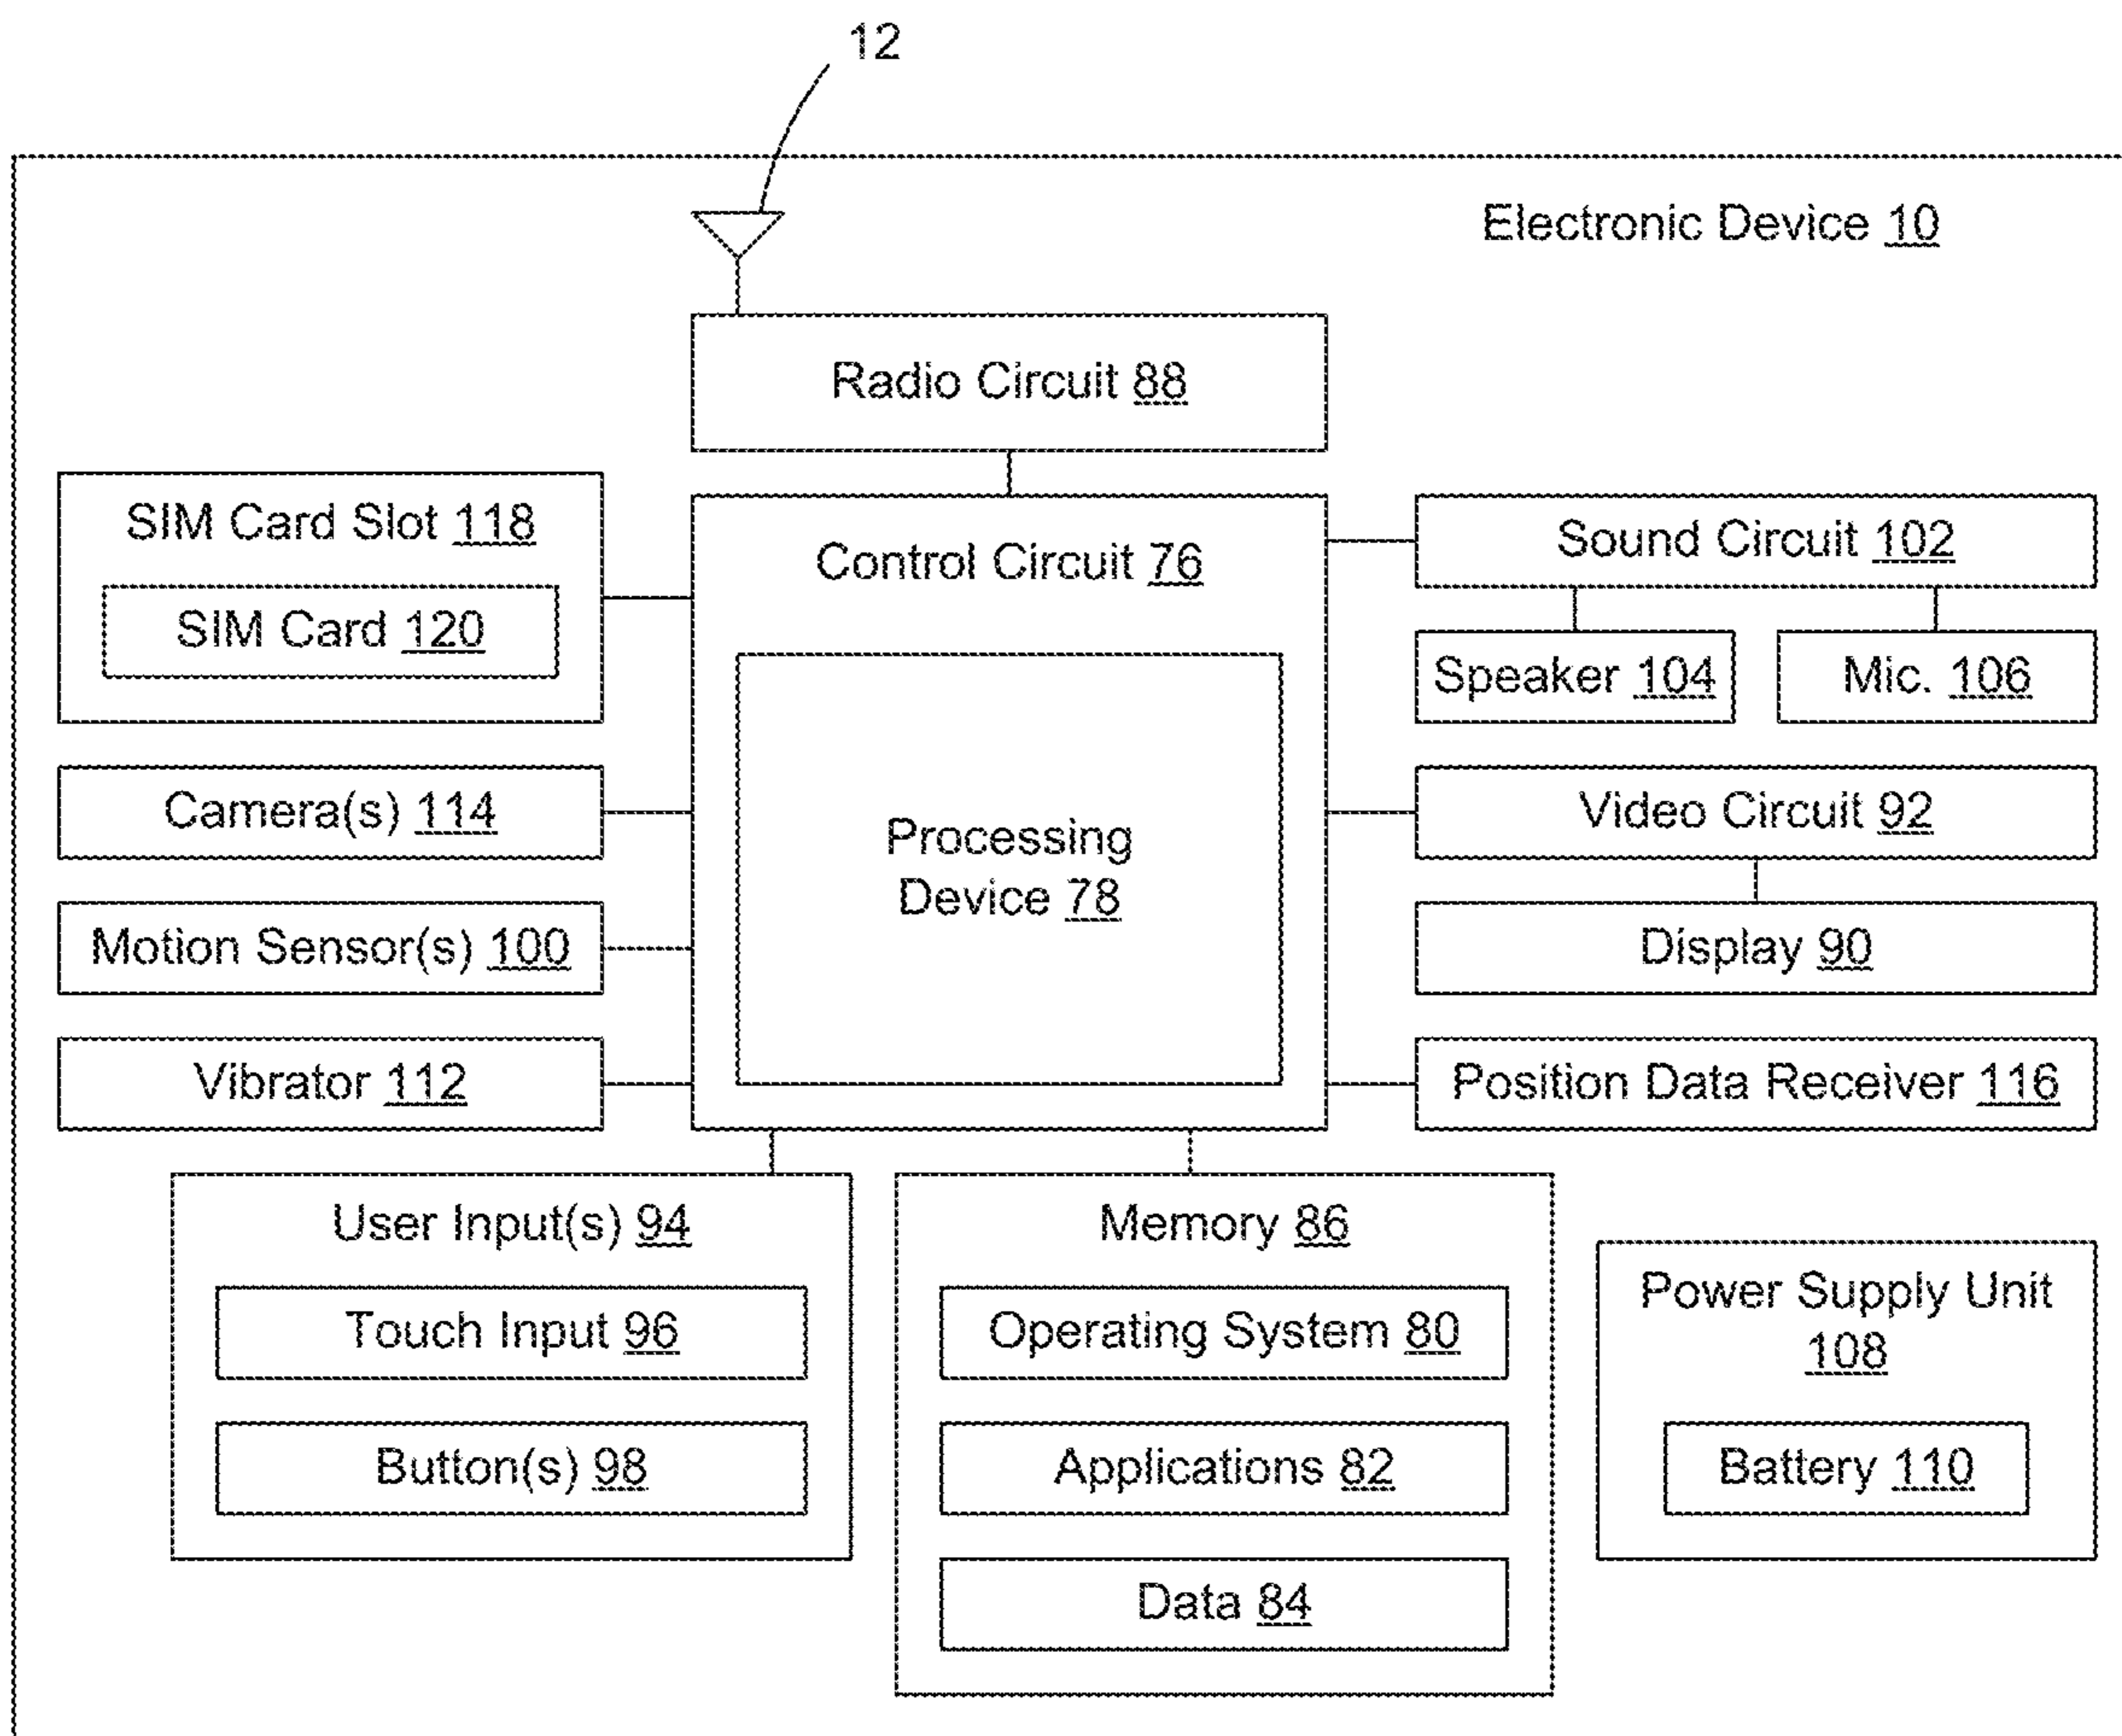 12
Electronic Device 10
Radio Circuit 88
SIM Card Slot 118
SIM Card 120
Control Circuit 76
Sound Circuit 102
Speaker 104
Mic. 106
Camera(s) 114
Processing
Device 78
Video Circuit 92
Motion Sensor(s) 100
Display 90
Vibrator 112
Position Data Receiver 116
User Input(s) 94
Touch Input 96
Button(s) 98
Memory 86
Operating System 80
Applications 82
Data 84
Power Supply Unit
108
Battery 110